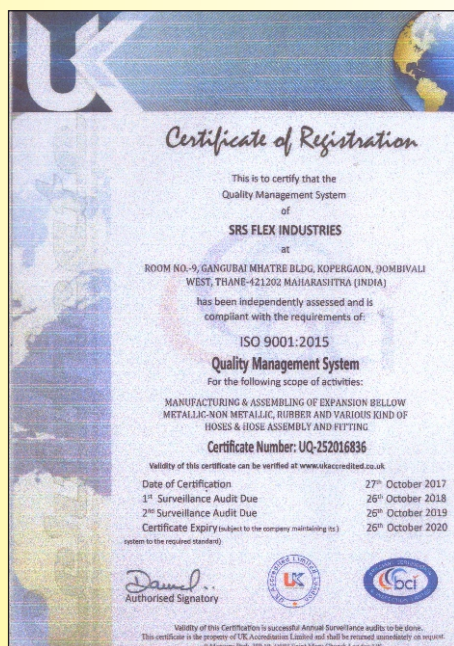 UK
Certificate of Registration
This is to certify that the
Quality Management System
of
SRS FLEX INDUSTRIES
at
ROOM NO.-9, GANGUBAI MHATRE BLDG, KOPERGAON, DOMBIVALI
WEST, THANE-421202 MAHARASHTRA (INDIA)
has been independently assessed and is
compliant with the requirements of:
ISO 9001:2015
Quality Management System
For the following scope of activities:
MANUFACTURING & ASSEMBLING OF EXPANSION BELLOW
METALLIC-NON METALLIC, RUBBER AND VARIOUS KIND OF
HOSES & HOSE ASSEMBLY AND FITTING
Certificate Number: UQ-252016836
Validity of this certificate can be verified at www.ukaccredited.co.uk
Date of Certification 27th October 2017
1st Surveillance Audit Due 26th October 2018
2nd Surveillance Audit Due 26th October 2019
Certificate Expiry (subject to the company maintaining its) 26th October 2020
system to the required standard)
Authorised Signatory
UK
bci
Validity of this Certification is successful Annual Surveillance audits to be done.
This certificate is the property of UK Accreditation Limited and shall be returned immediately on request